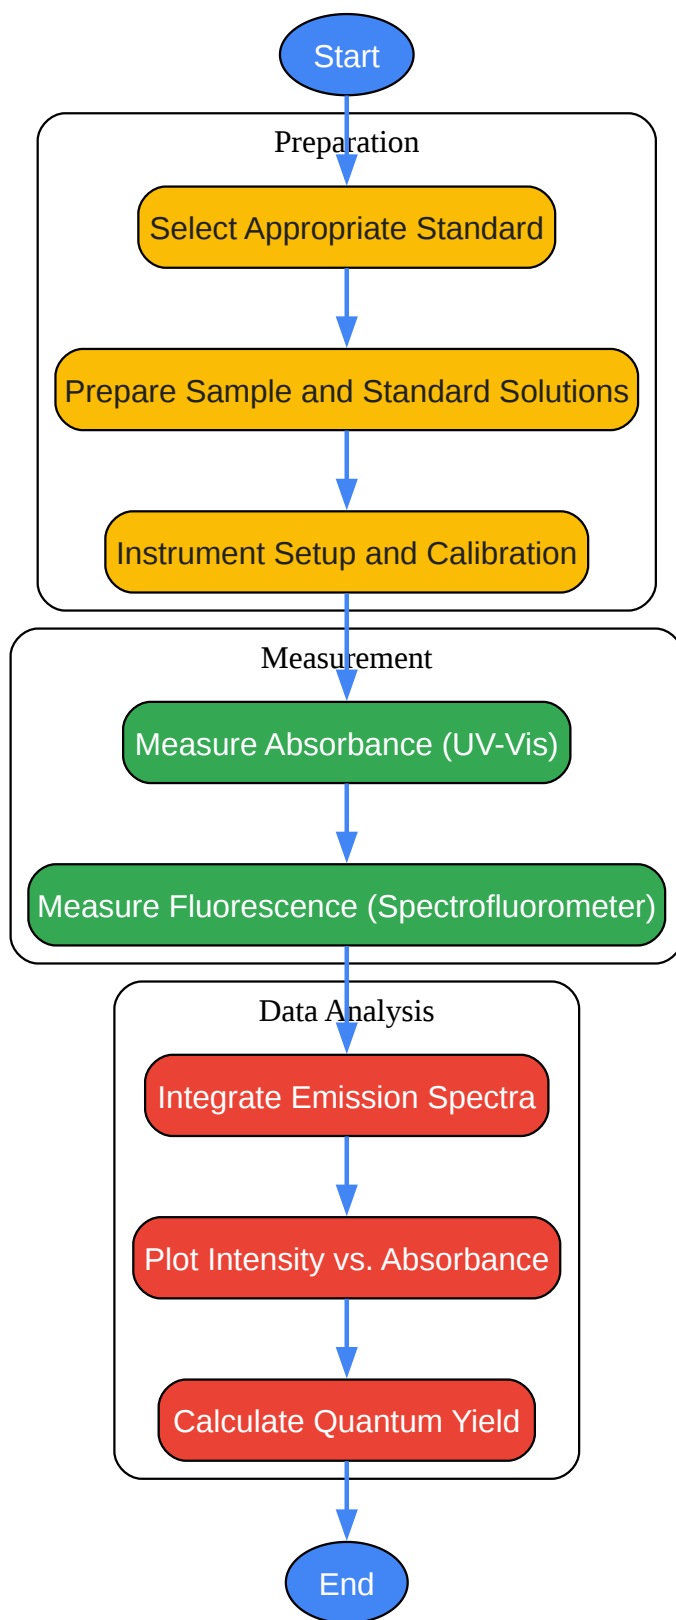 Start
Preparation
Select Appropriate Standard
Prepare Sample and Standard Solutions
Instrument Setup and Calibration
Measurement
Measure Absorbance (UV-Vis)
Measure Fluorescence (Spectrofluorometer)
Data Analysis
Integrate Emission Spectra
Plot Intensity vs. Absorbance
Calculate Quantum Yield
End